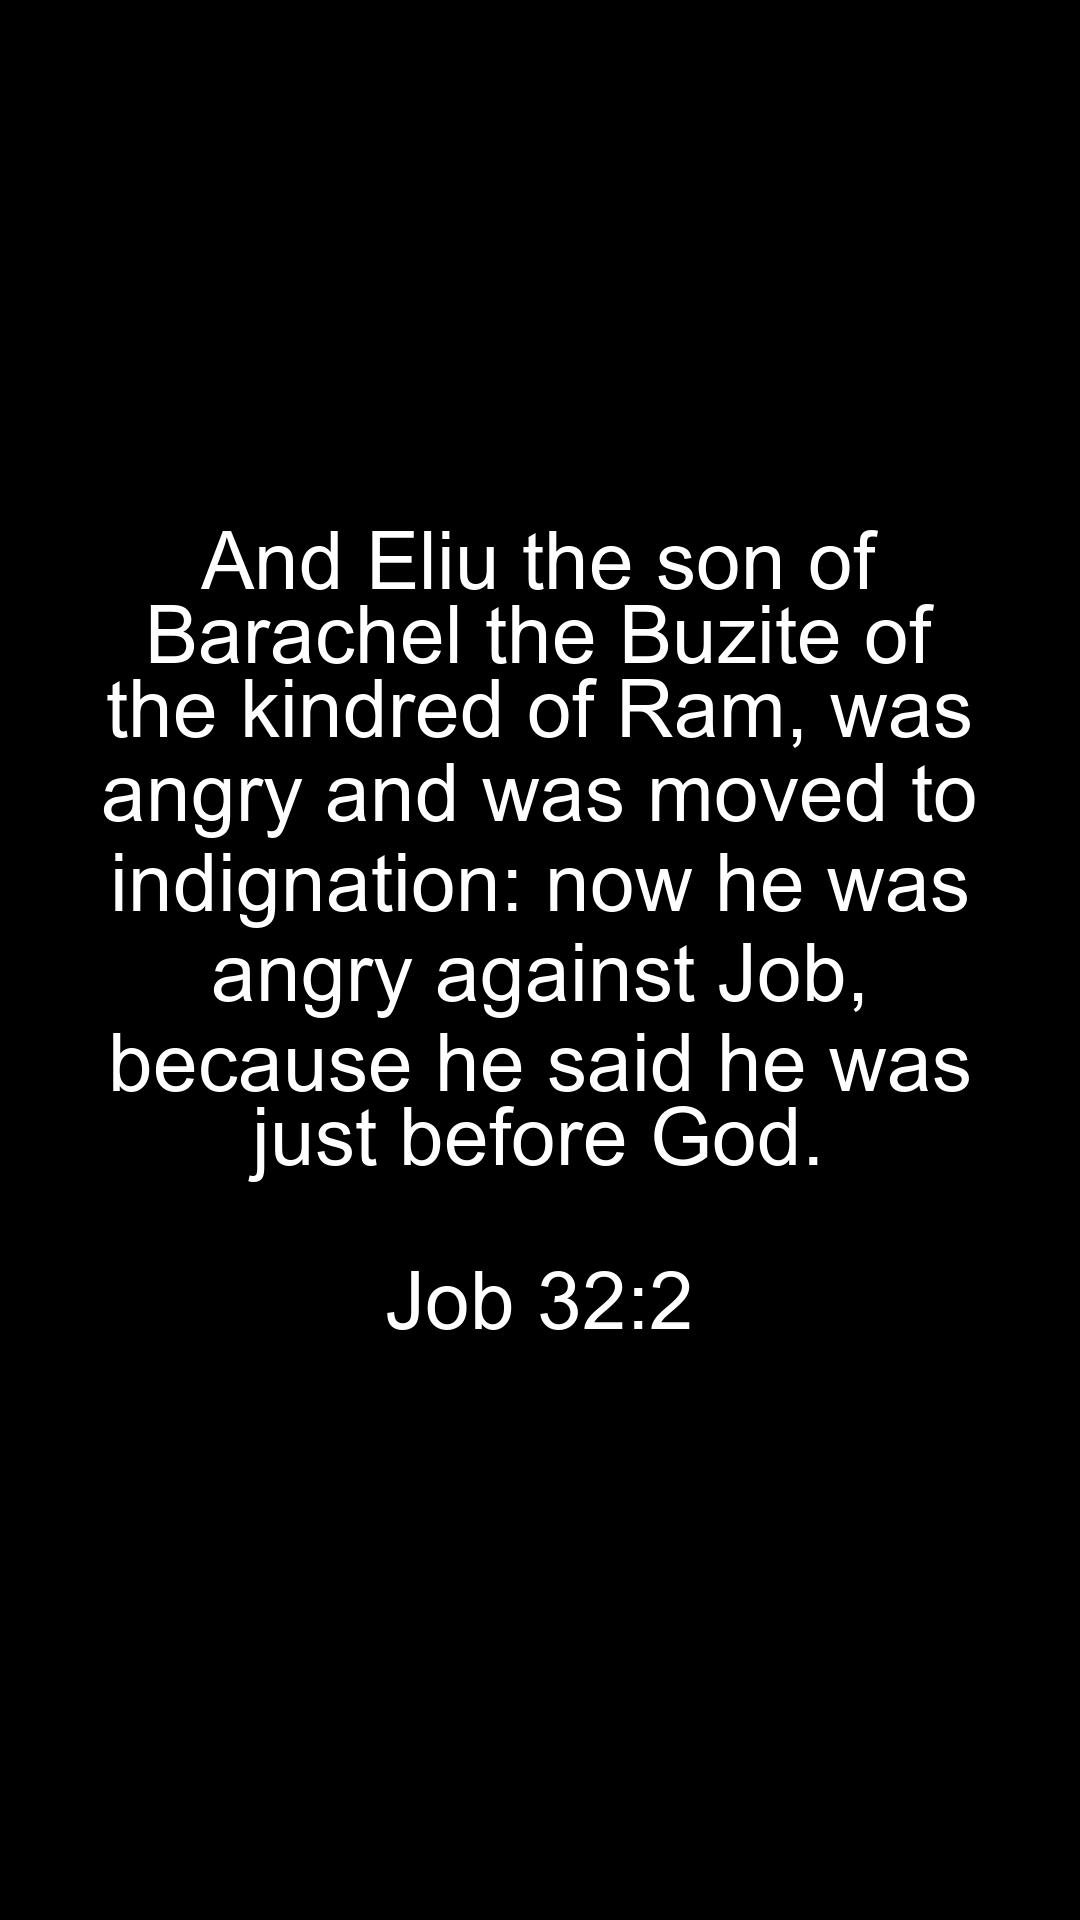 And Eliu the son of
Barachel the Buzite of
the kindred of Ram, was
angry and was moved to
indignation: now he was
angry against Job,
because he said he was
just before God.
Job 32:2